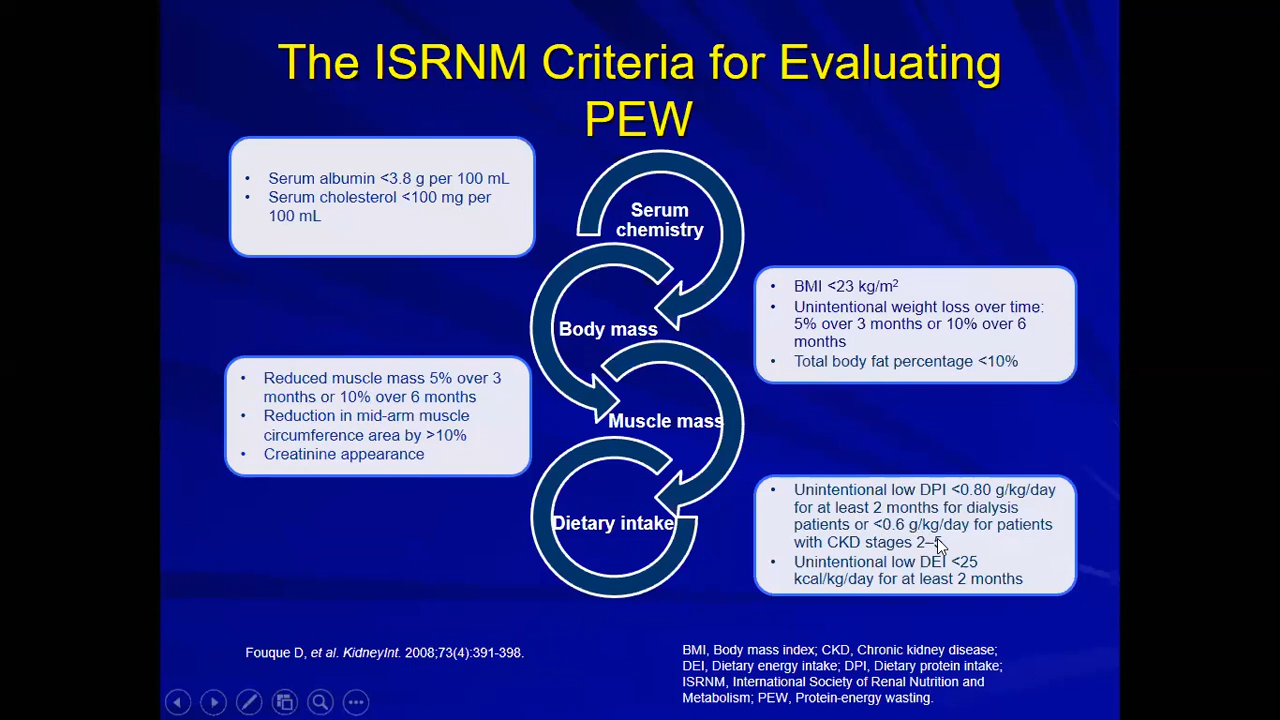 The ISRNM Criteria for Evaluating
PEW
• Serum albumin <3.8 g per 100 mL
• Serum cholesterol <100 mg per
100 mL
Serum
chemistry
• BMI <23 kg/m²
• Unintentional weight loss over time:
5% over 3 months or 10% over 6
months
• Total body fat percentage <10%
Body mass
• Reduced muscle mass 5% over 3
months or 10% over 6 months
• Reduction in mid-arm muscle
circumference area by >10%
• Creatinine appearance
Muscle mass
• Unintentional low DPI <0.80 g/kg/day
for at least 2 months for dialysis
patients or <0.6 g/kg/day for patients
with CKD stages
• Unintentional low DEI <25
kcal/kg/day for at least 2 months
Dietary intake
Fouque D, et al. KidneyInt. 2008;73(4):391-398.
BMI, Body mass index; CKD, Chronic kidney disease;
DEI, Dietary energy intake; DPI, Dietary protein intake;
ISRNM, International Society of Renal Nutrition and
Metabolism; PEW, Protein-energy wasting.